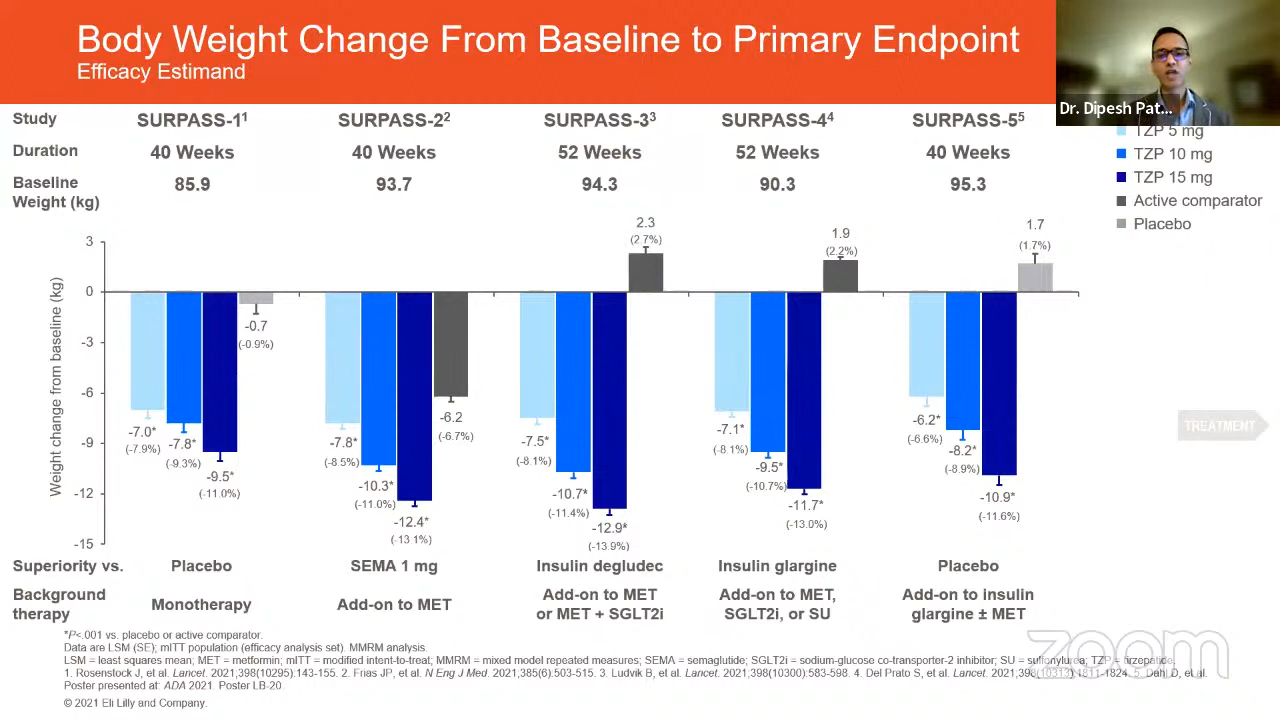 Body Weight Change From Baseline to Primary Endpoint
Efficacy Estimand
Dr. Dipesh Pat...
Study SURPASS-1¹ SURPASS-2² SURPASS-3³ SURPASS-4⁴ SURPASS-5⁵
Duration 40 Weeks 40 Weeks 52 Weeks 52 Weeks 40 Weeks
Baseline
Weight (kg) 85.9 93.7 94.3 90.3 95.3
TZP 5 mg
TZP 10 mg
TZP 15 mg
Active comparator
Placebo
Weight change from baseline (kg)
3
0
-3
-6
-9
-12
-15
-7.0*
(-7.9%)
-7.8*
(-9.3%)
-9.5*
(-11.0%)
-0.7
(-0.9%)
-7.8*
(-8.5%)
-10.3*
(-11.0%)
-12.4*
(-13.1%)
-6.2
(-6.7%)
-7.5*
(-8.1%)
-10.7*
(-11.4%)
-12.9*
(-13.9%)
2.3
(2.7%)
-7.1*
(-8.1%)
-9.5*
(-10.7%)
-11.7*
(-13.0%)
1.9
(2.2%)
-6.2*
(-6.6%)
-8.2*
(-8.9%)
-10.9*
(-11.6%)
1.7
(1.7%)
TREATMENT
Superiority vs. Placebo SEMA 1 mg Insulin degludec Insulin glargine Placebo
Background
therapy
Monotherapy
Add-on to MET
Add-on to MET
or MET + SGLT2i
Add-on to MET,
SGLT2i, or SU
Add-on to insulin
glargine ± MET
*P<.001 vs. placebo or active comparator.
Data are LSM (SE); mITT population (efficacy analysis set). MMRM analysis.
LSM = least squares mean; MET = metformin; mITT = modified intent-to-treat; MMRM = mixed model repeated measures; SEMA = semaglutide; SGLT2i = sodium-glucose co-transporter-2 inhibitor; SU = sulfonylurea; TZP = tirzepatide.
1. Rosenstock J, et al. Lancet. 2021;398(10295):143-155. 2. Frias JP, et al. N Eng J Med. 2021;385(6):503-515. 3. Ludvik B, et al. Lancet. 2021;398(10300):583-598. 4. Del Prato S, et al. Lancet. 2021;398(10313):1811-1824. 5. Dahl D, et al.
Poster presented at: ADA 2021. Poster LB-20
© 2021 Eli Lilly and Company.
zoom